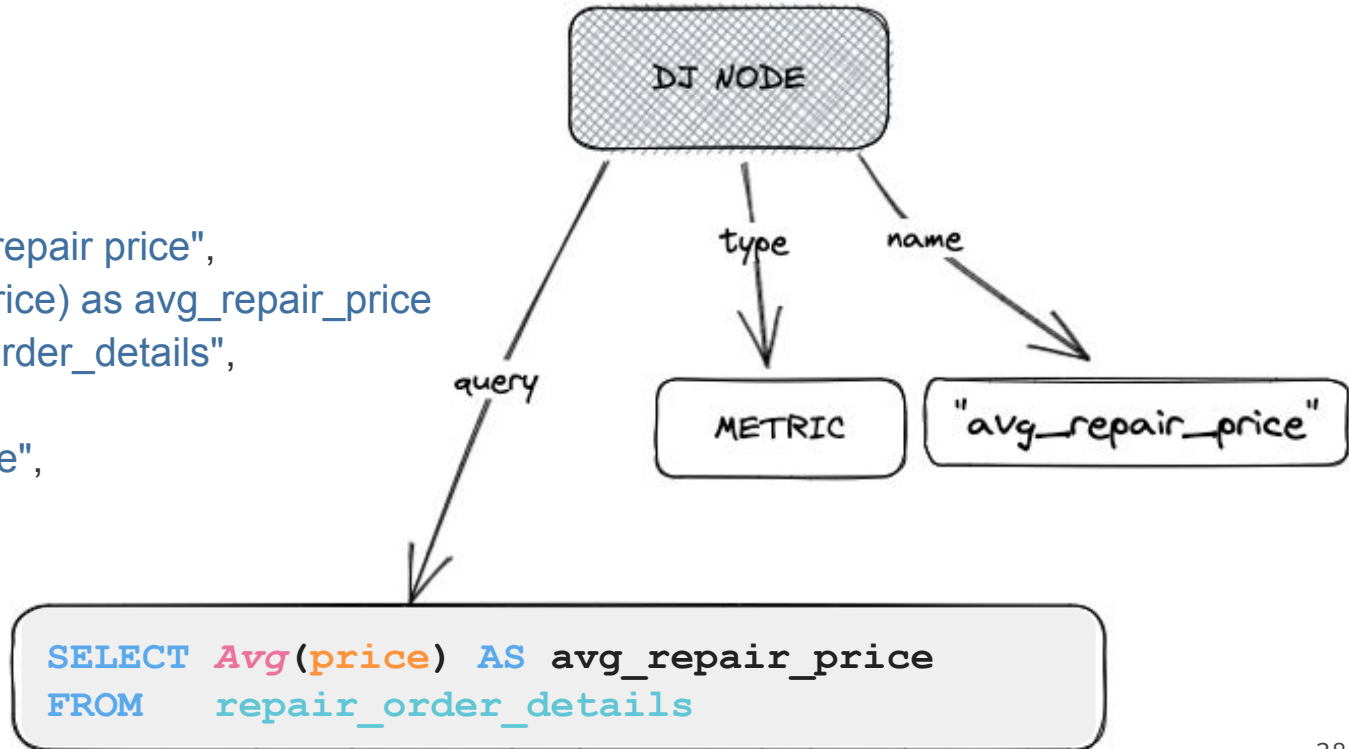 DJ NODE
repair price",
rice) as avg_repair_price
rder_details",
e",
type
name
query
METRIC
"avg_repair_price"
SELECT Avg(price) AS avg_repair_price
FROM repair_order_details